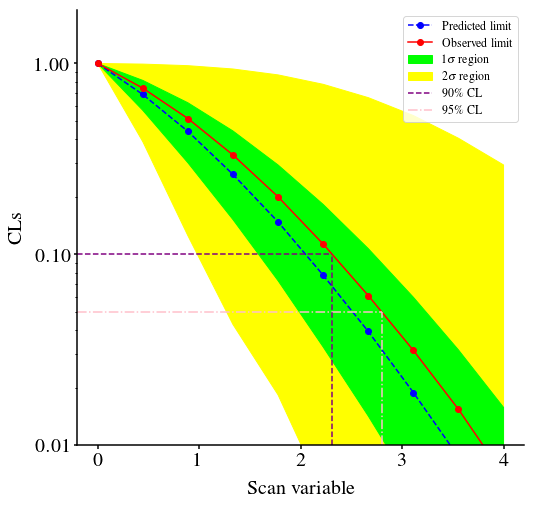 Predicted limit
Observed limit
1σ region
2σ region
90% CL
95% CL
1.00
0.10
0.01
CLs
0 1 2 3 4
Scan variable